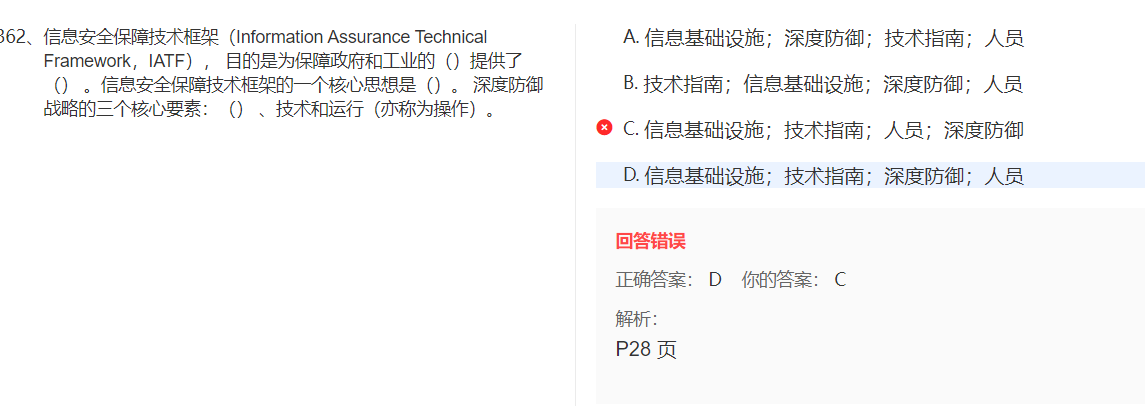 362、信息安全保障技术框架（Information Assurance Technical
Framework，IATF）， 目的是为保障政府和工业的（）提供了
（） 。信息安全保障技术框架的一个核心思想是（）。 深度防御
战略的三个核心要素： （） 、技术和运行（亦称为操作）。
A. 信息基础设施；深度防御；技术指南；人员
B. 技术指南；信息基础设施；深度防御；人员
C. 信息基础设施；技术指南；人员；深度防御
D. 信息基础设施；技术指南；深度防御；人员
回答错误
正确答案： D 你的答案： C
解析：
P28 页